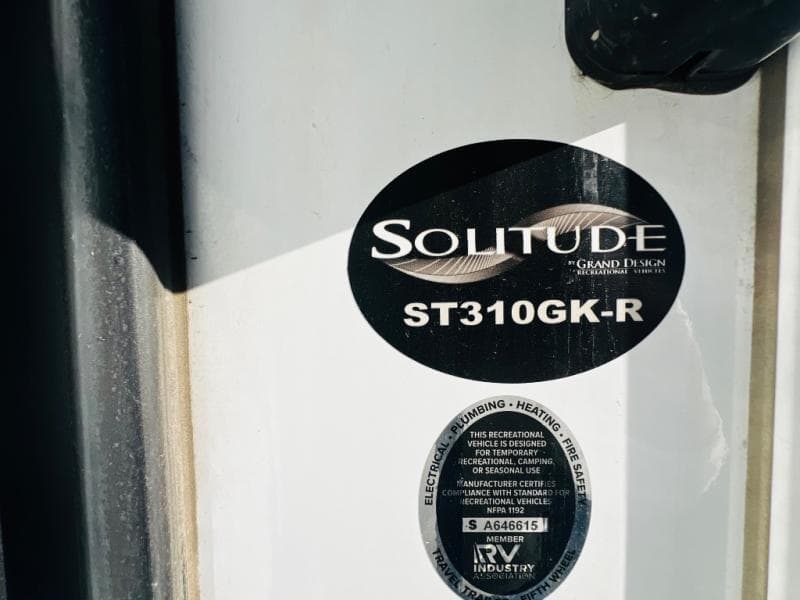 SOLITUDE
BY GRAND DESIGN
RECREATIONAL VEHICLES
ST310GK-R
ELECTRICAL • PLUMBING • HEATING • FIRE SAFETY
THIS RECREATIONAL
VEHICLE IS DESIGNED
FOR TEMPORARY
RECREATIONAL, CAMPING,
OR SEASONAL USE
MANUFACTURER CERTIFIES
COMPLIANCE WITH STANDARD FOR
RECREATIONAL VEHICLES
NFPA 1192
S A646615
MEMBER
RV
INDUSTRY
ASSOCIATION
TRAVEL TRAILER FIFTH WHEEL